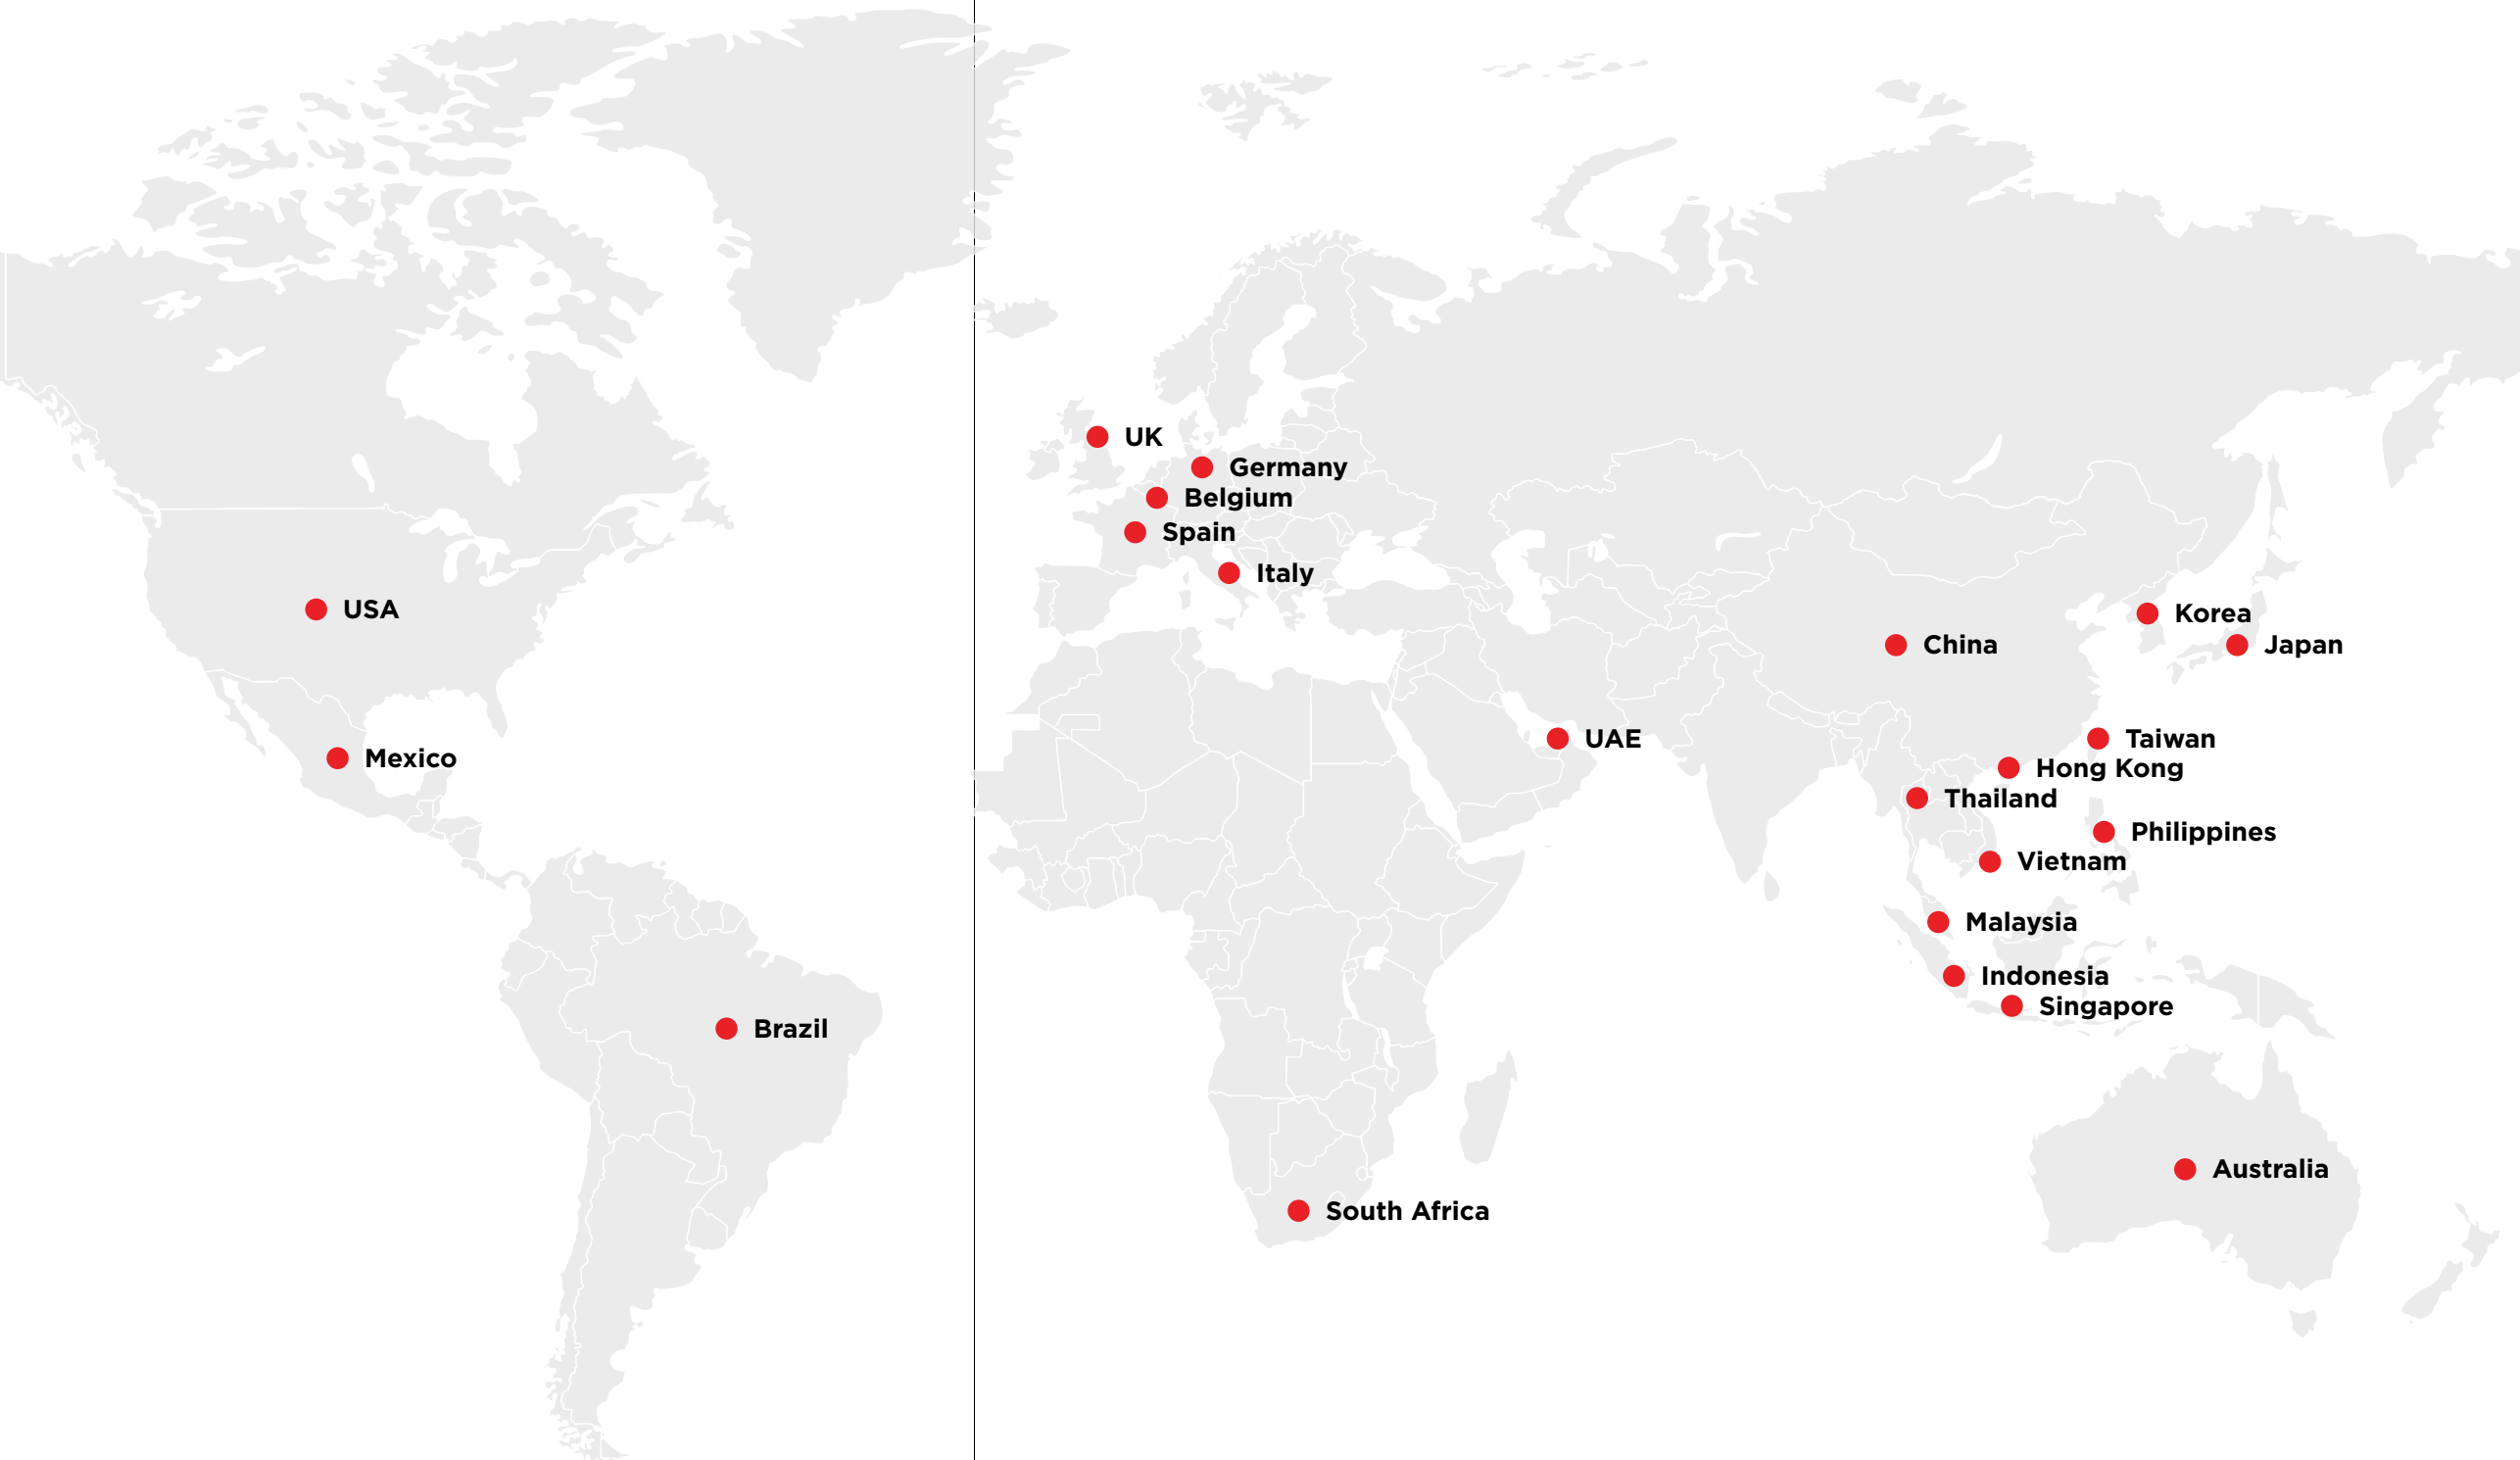 UK
Germany
Belgium
Spain
Italy
USA
Korea
China
Japan
UAE
Taiwan
Mexico
Hong Kong
Thailand
Philippines
Vietnam
Malaysia
Indonesia
Singapore
Brazil
Australia
South Africa